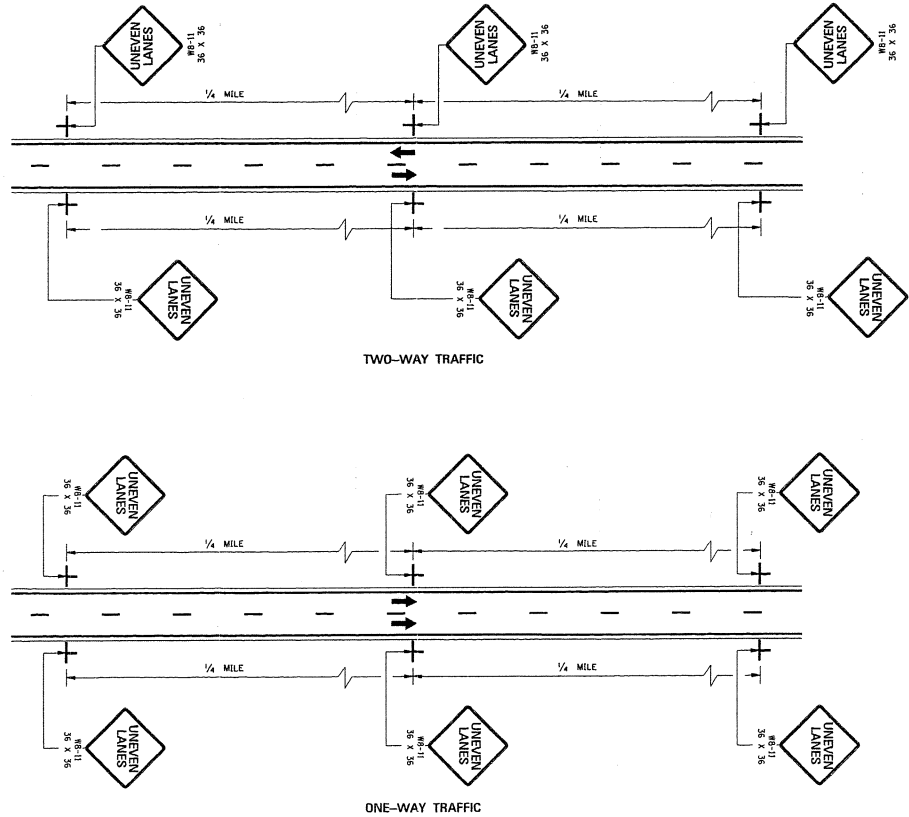 UNEVEN
LANES
W8-11
36 X 36
UNEVEN
LANES
W8-11
36 X 36
UNEVEN
LANES
W8-11
36 X 36
1/4 MILE
1/4 MILE
1/4 MILE
1/4 MILE
W8-11
36 X 36
UNEVEN
LANES
W8-11
36 X 36
UNEVEN
LANES
W8-11
36 X 36
UNEVEN
LANES
TWO-WAY TRAFFIC
W8-11
36 X 36
UNEVEN
LANES
W8-11
36 X 36
UNEVEN
LANES
W8-11
36 X 36
UNEVEN
LANES
1/4 MILE
1/4 MILE
1/4 MILE
1/4 MILE
W8-11
36 X 36
UNEVEN
LANES
W8-11
36 X 36
UNEVEN
LANES
W8-11
36 X 36
UNEVEN
LANES
ONE-WAY TRAFFIC